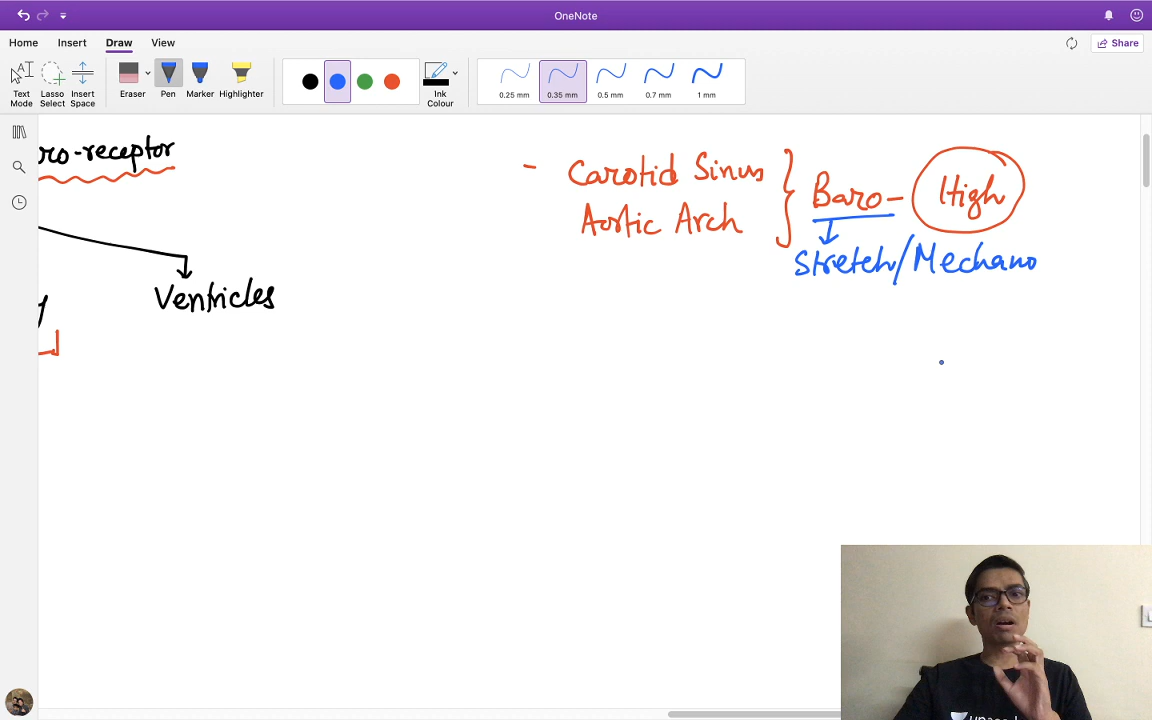 OneNote
Home Insert Draw View
Share
Text Mode
Lasso Select
Insert Space
Eraser
Pen
Marker
Highlighter
Ink Colour
0.25 mm
0.35 mm
0.5 mm
0.7 mm
1 mm
ro-receptor
Ventricles
- Carotid Sinus
Aortic Arch
Baro- High
Stretch/Mechano